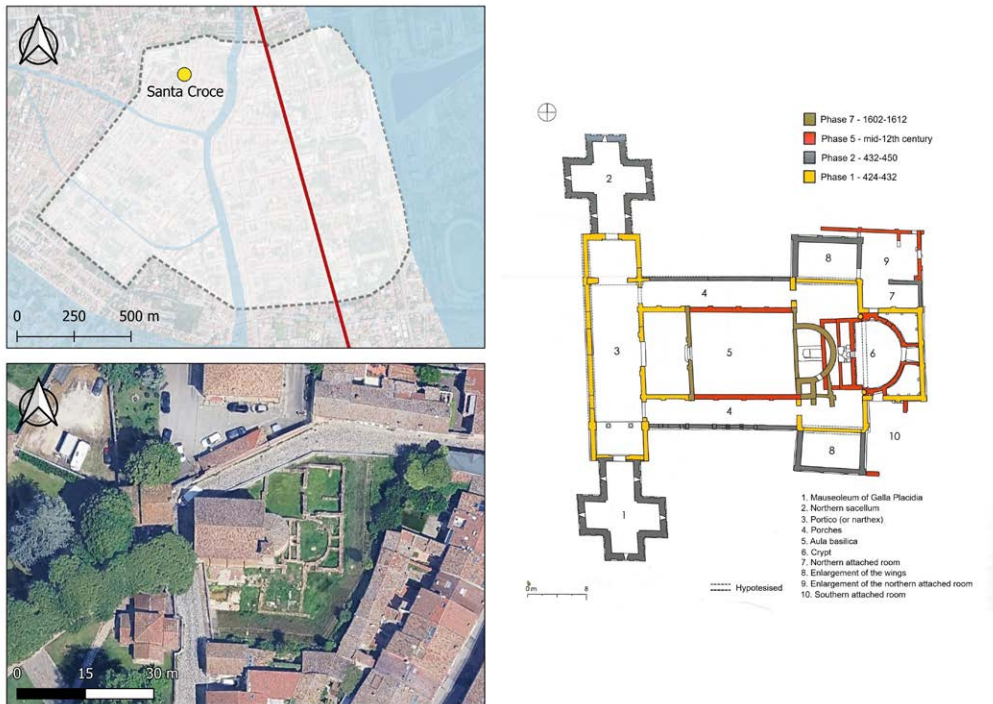 Santa Croce
0 250 500 m
0 15 30 m
Phase 7 - 1602-1612
Phase 5 - mid-12th century
Phase 2 - 432-450
Phase 1 - 424-432
2
8
9
7
4
3
5
6
4
10
8
1
1. Mauseoleum of Galla Placidia
2. Northern sacellum
3. Portico (or narthex)
4. Porches
5. Aula basilica
6. Crypt
7. Northern attached room
8. Enlargement of the wings
9. Enlargement of the northern attached room
10. Southern attached room
Hypotesised
0 m 8